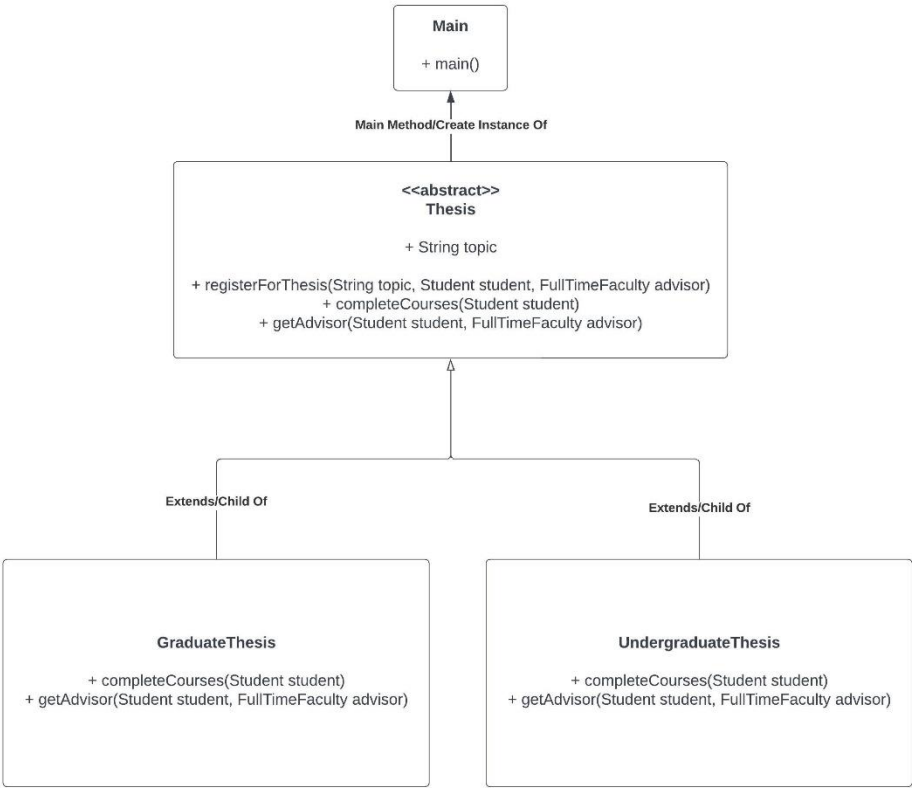 Main
+ main()
Main Method/Create Instance Of
<<abstract>>
Thesis
+ String topic
+ registerForThesis(String topic, Student student, FullTimeFaculty advisor)
+ completeCourses(Student student)
+ getAdvisor(Student student, FullTimeFaculty advisor)
Extends/Child Of
Extends/Child Of
GraduateThesis
+ completeCourses(Student student)
+ getAdvisor(Student student, FullTimeFaculty advisor)
UndergraduateThesis
+ completeCourses(Student student)
+ getAdvisor(Student student, FullTimeFaculty advisor)